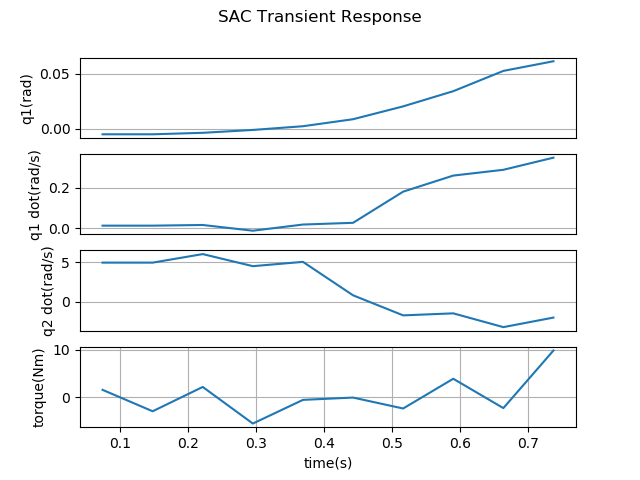 SAC Transient Response
0.05
0.00
q1(rad)
0.2
0.0
q1 dot(rad/s)
5
0
q2 dot(rad/s)
10
0
torque(Nm)
0.1 0.2 0.3 0.4 0.5 0.6 0.7
time(s)